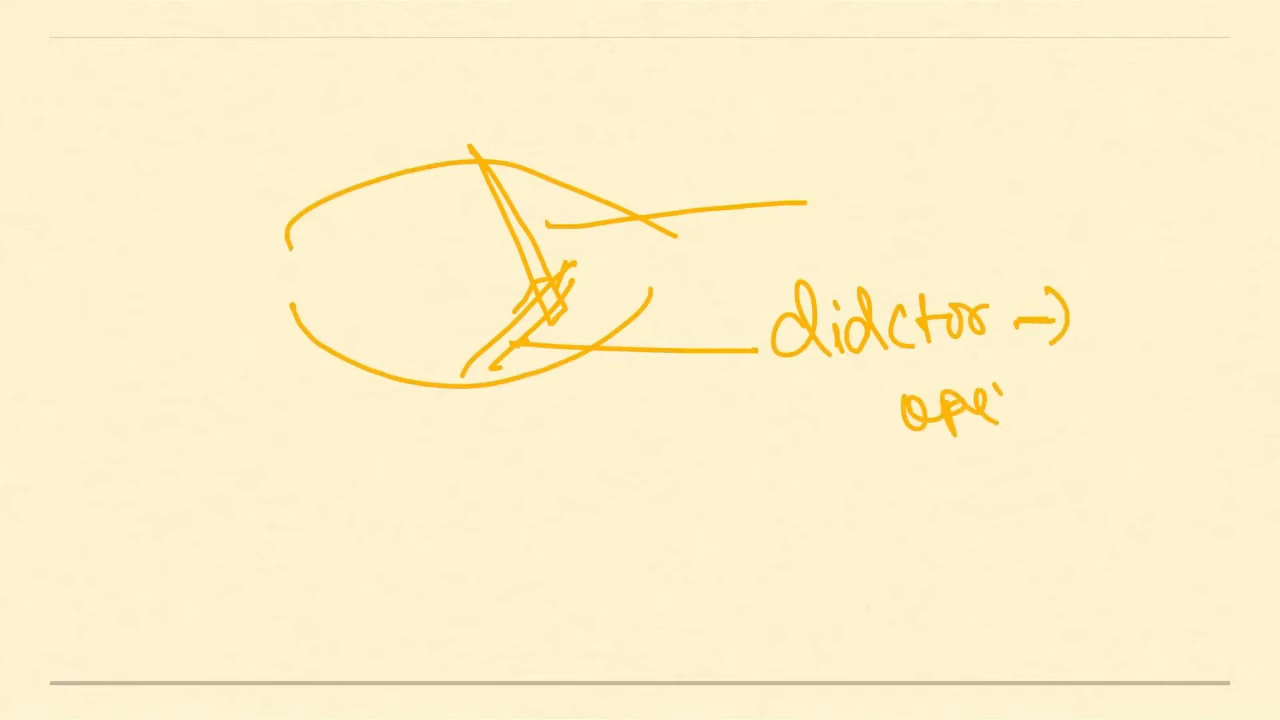 didctor →
ope